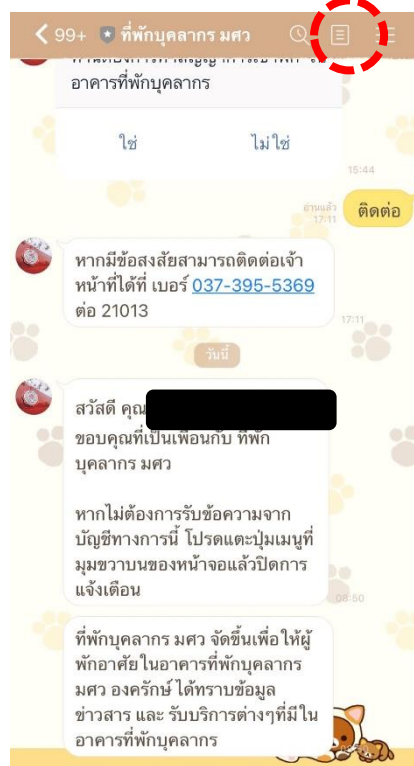 99+ ที่พักบุคลากร มศว
อาคารที่พักบุคลากร
ใช่ ไม่ใช่
15:44
อ่านแล้ว
17:11
ติดต่อ
หากมีข้อสงสัยสามารถติดต่อเจ้า
หน้าที่ได้ที่ เบอร์ 037-395-5369
ต่อ 21013
17:11
วันนี้
สวัสดี คุณ
ขอบคุณที่เป็นเพื่อนกับ ที่พัก
บุคลากร มศว
หากไม่ต้องการรับข้อความจาก
บัญชีทางการนี้ โปรดแตะปุ่มเมนูที่
มุมขวาบนของหน้าจอแล้วปิดการ
แจ้งเตือน
08:50
ที่พักบุคลากร มศว จัดขึ้นเพื่อให้ผู้
พักอาศัยในอาคารที่พักบุคลากร
มศว องครักษ์ ได้ทราบข้อมูล
ข่าวสาร และ รับบริการต่างๆที่มีใน
อาคารที่พักบุคลากร